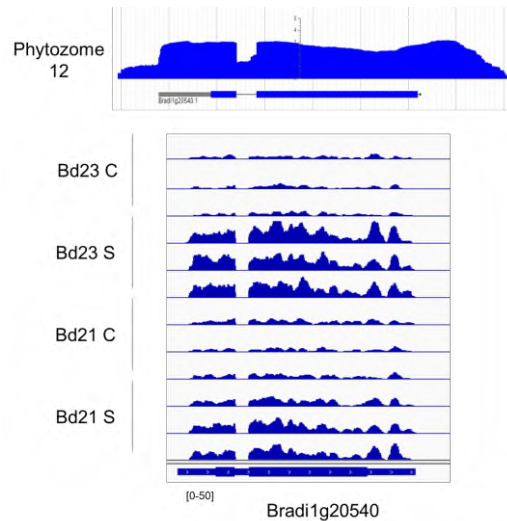 Phytozome
12
Bradi1g20540.1
Bd23 C
Bd23 S
Bd21 C
Bd21 S
[0-50]
Bradi1g20540